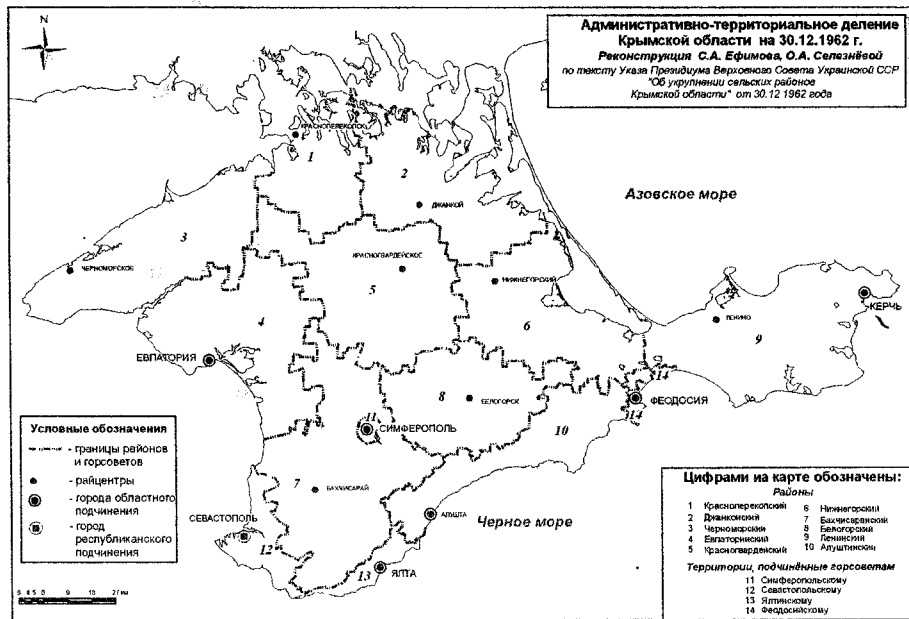 N
Административно-территориальное деление
Крымской области на 30.12.1962 г.
Реконструкция С.А. Ефимова, О.А. Селезнёвой
по тексту Указа Президиума Верховного Совета Украинской ССР
"Об укрупнении сельских районов
Крымской области" от 30.12 1962 года
КРАСНОПЕРЕКОПСК
1
2
ДЖАНКОЙ
Азовское море
3
ЧЕРНОМОРСКОЕ
КРАСНОГВАРДЕЙСКОЕ
5
НИЖНЕГОРСКИЙ
6
4
ЛЕНИНО
9
КЕРЧЬ
ЕВПАТОРИЯ
14
8
БЕЛОГОРСК
ФЕОДОСИЯ
14
11
СИМФЕРОПОЛЬ
10
7
БАХЧИСАРАЙ
АЛУШТА
Черное море
СЕВАСТОПОЛЬ
12
13
ЯЛТА
Условные обозначения
- границы районов
и горсоветов
- райцентры
- города областного
подчинения
- город
республиканского
подчинения
Цифрами на карте обозначены:
Районы
1 Красноперекопский
2 Джанкойский
3 Черноморский
4 Евпаторийский
5 Красногвардейский
6 Нижнегорский
7 Бахчисарайский
8 Белогорский
9 Ленинский
10 Алуштинский
Территории, подчинённые горсоветам
11 Симферопольскому
12 Севастопольскому
13 Ялтинскому
14 Феодосийскому